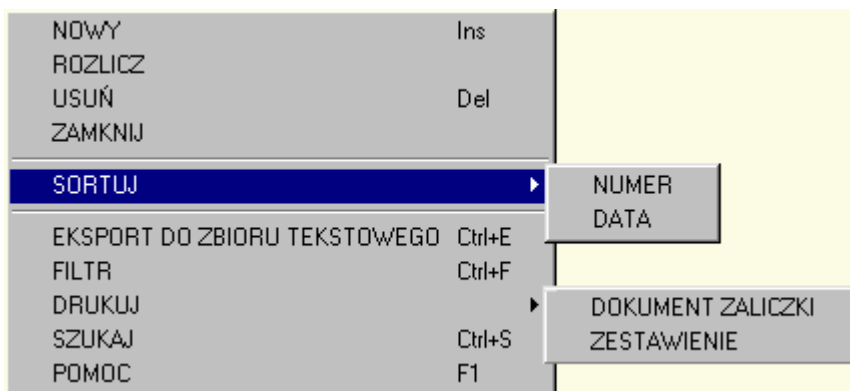 NOWY Ins
ROZLICZ
USUŃ Del
ZAMKNIJ
SORTUJ
NUMER
DATA
EKSPORT DO ZBIORU TEKSTOWEGO Ctrl+E
FILTR Ctrl+F
DRUKUJ
DOKUMENT ZALICZKI
ZESTAWIENIE
SZUKAJ Ctrl+S
POMOC F1